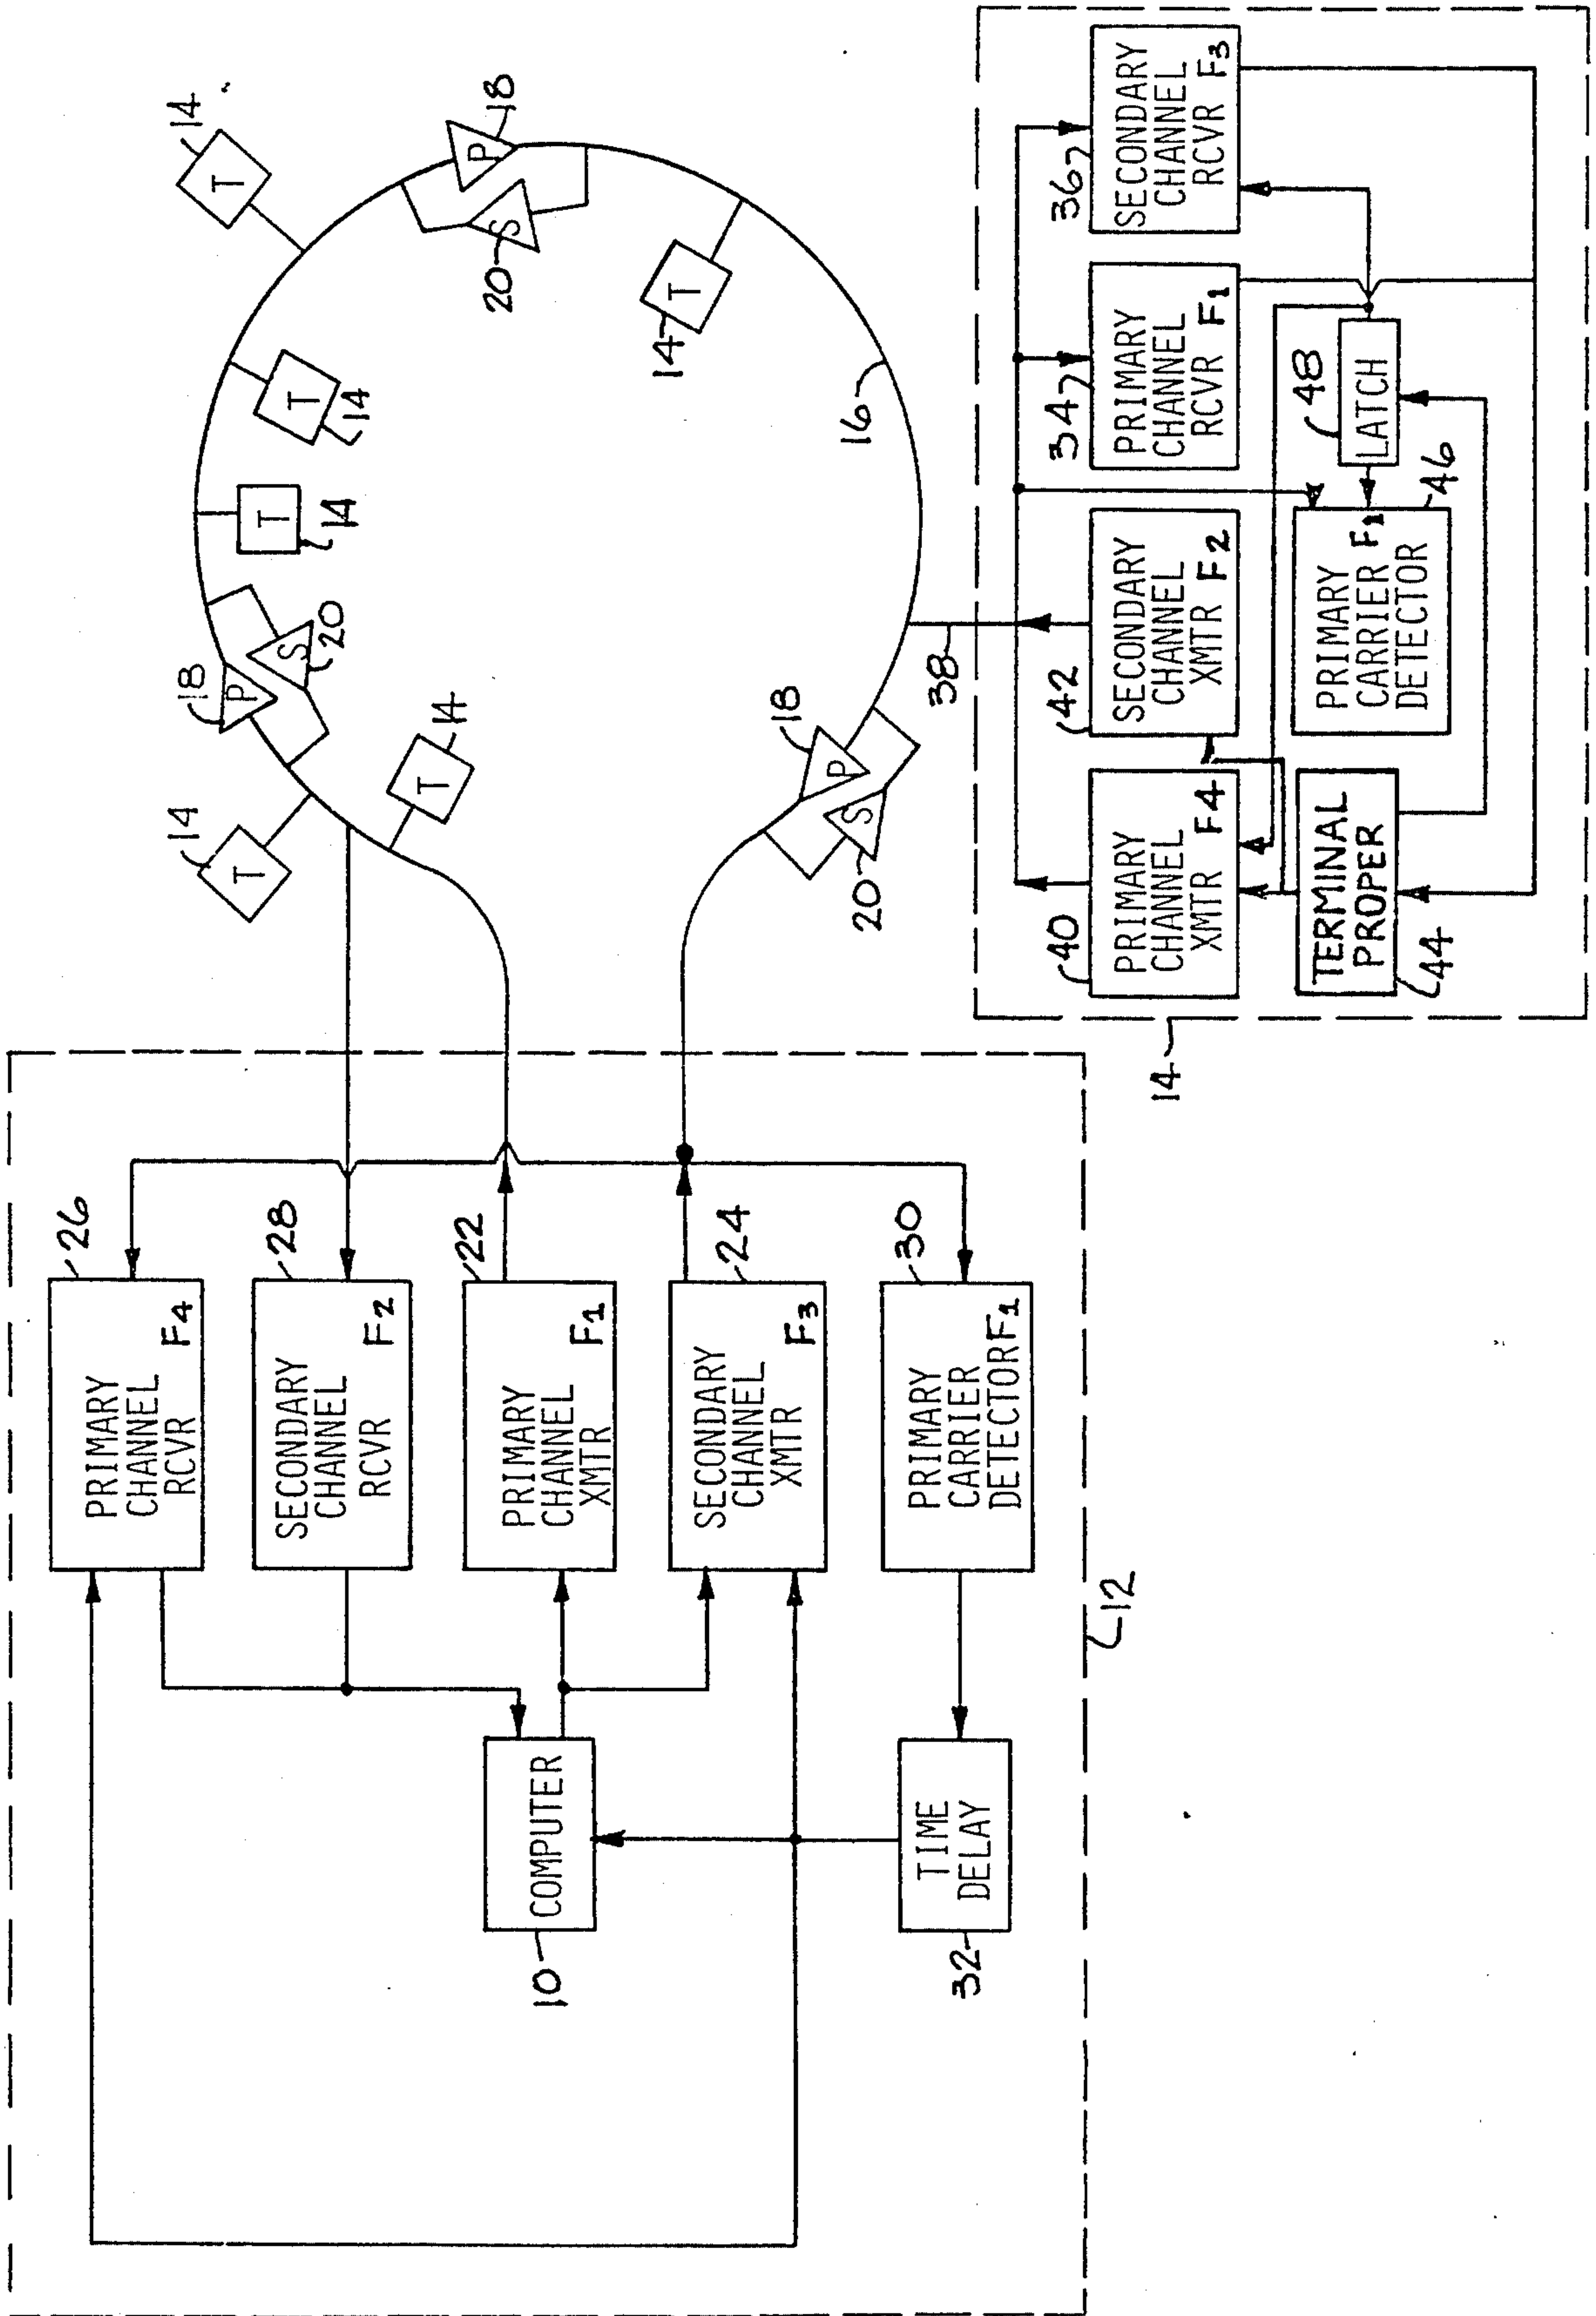 26
PRIMARY
CHANNEL
RCVR F4
28
SECONDARY
CHANNEL
RCVR F2
22
PRIMARY
CHANNEL
XMTR F1
24
SECONDARY
CHANNEL
XMTR F3
30
PRIMARY
CARRIER
DETECTOR F1
COMPUTER
10
TIME
DELAY
32
12
14
T
T
14
18
P
S
20
14
T
T
14
T
14
T
14
18
P
S
20
14
T
16
18
P
S
20
38
14
40
PRIMARY
CHANNEL
XMTR F4
42
SECONDARY
CHANNEL
XMTR F2
34
PRIMARY
CHANNEL
RCVR F1
36
SECONDARY
CHANNEL
RCVR F3
TERMINAL
PROPER
44
PRIMARY
CARRIER F1
DETECTOR
46
48
LATCH